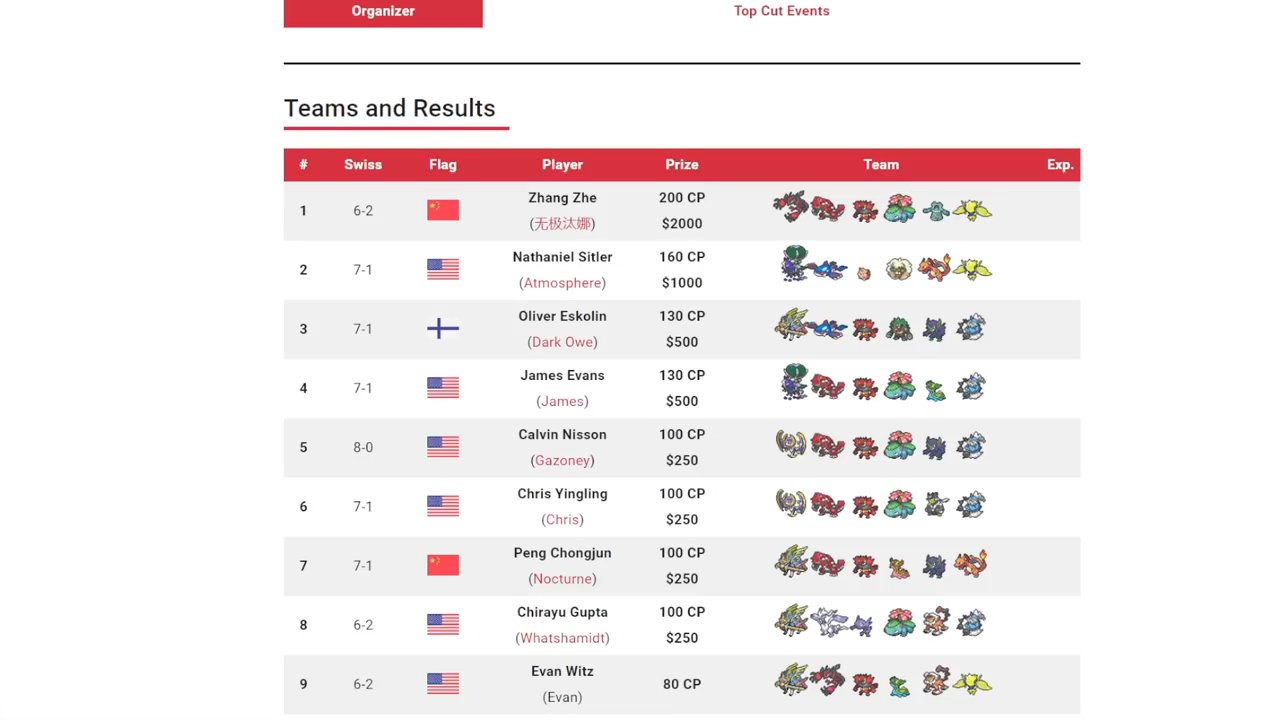 Organizer
Top Cut Events
Teams and Results
# Swiss Flag Player Prize Team Exp.
1 6-2 Zhang Zhe 200 CP
(无极汰娜) $2000
2 7-1 Nathaniel Sitler 160 CP
(Atmosphere) $1000
3 7-1 Oliver Eskolin 130 CP
(Dark Owe) $500
4 7-1 James Evans 130 CP
(James) $500
5 8-0 Calvin Nisson 100 CP
(Gazoney) $250
6 7-1 Chris Yingling 100 CP
(Chris) $250
7 7-1 Peng Chongjun 100 CP
(Nocturne) $250
8 6-2 Chirayu Gupta 100 CP
(Whatshamidt) $250
9 6-2 Evan Witz 80 CP
(Evan)